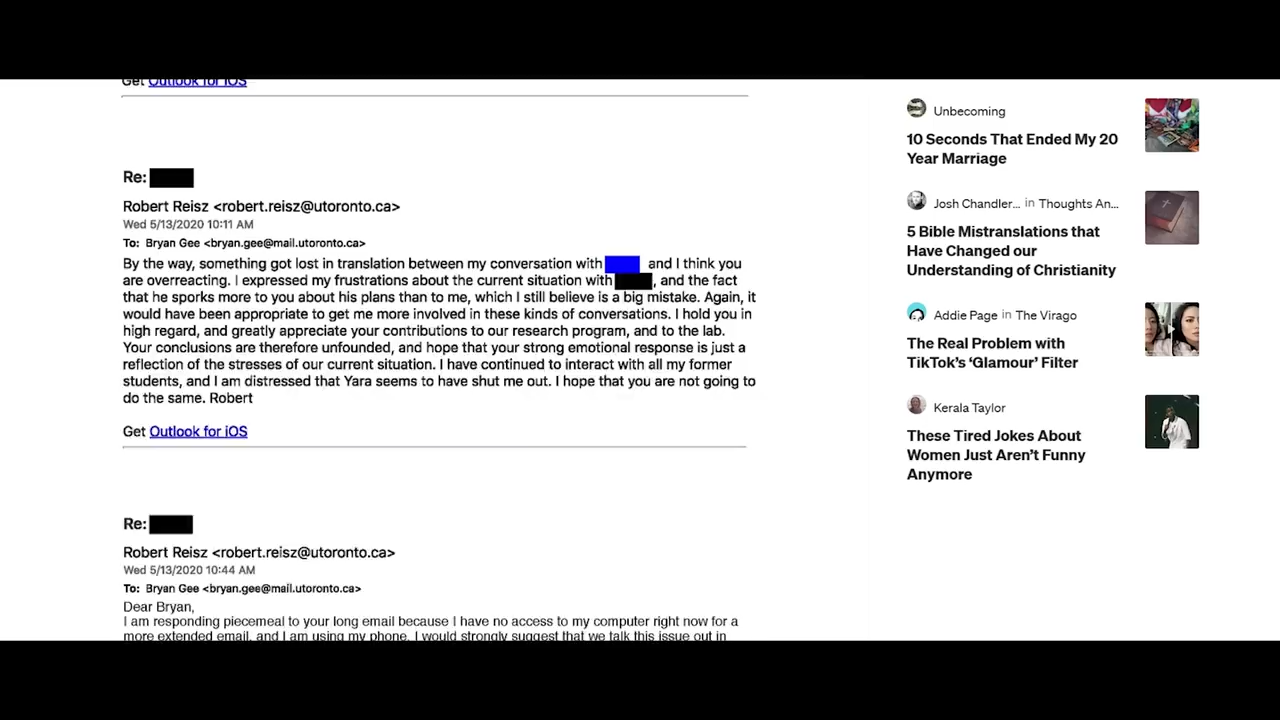 Get Outlook for iOS
Re:
Robert Reisz <robert.reisz@utoronto.ca>
Wed 5/13/2020 10:11 AM
To: Bryan Gee <bryan.gee@mail.utoronto.ca>
By the way, something got lost in translation between my conversation with and I think you
are overreacting. I expressed my frustrations about the current situation with , and the fact
that he sporks more to you about his plans than to me, which I still believe is a big mistake. Again, it
would have been appropriate to get me more involved in these kinds of conversations. I hold you in
high regard, and greatly appreciate your contributions to our research program, and to the lab.
Your conclusions are therefore unfounded, and hope that your strong emotional response is just a
reflection of the stresses of our current situation. I have continued to interact with all my former
students, and I am distressed that Yara seems to have shut me out. I hope that you are not going to
do the same. Robert
Get Outlook for iOS
Re:
Robert Reisz <robert.reisz@utoronto.ca>
Wed 5/13/2020 10:44 AM
To: Bryan Gee <bryan.gee@mail.utoronto.ca>
Dear Bryan,
I am responding piecemeal to your long email because I have no access to my computer right now for a
more extended email, and I am using my phone. I would strongly suggest that we talk this issue out in
Unbecoming
10 Seconds That Ended My 20
Year Marriage
Josh Chandler... in Thoughts An...
5 Bible Mistranslations that
Have Changed our
Understanding of Christianity
Addie Page in The Virago
The Real Problem with
TikTok's ‘Glamour’ Filter
Kerala Taylor
These Tired Jokes About
Women Just Aren't Funny
Anymore